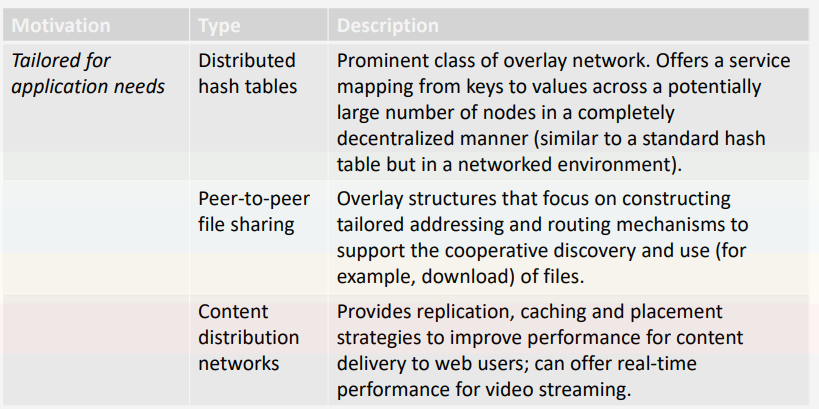 Motivation Type Description
Tailored for Distributed Prominent class of overlay network. Offers a service
application needs hash tables mapping from keys to values across a potentially
large number of nodes in a completely
decentralized manner (similar to a standard hash
table but in a networked environment).
Peer-to-peer Overlay structures that focus on constructing
file sharing tailored addressing and routing mechanisms to
support the cooperative discovery and use (for
example, download) of files.
Content Provides replication, caching and placement
distribution strategies to improve performance for content
networks delivery to web users; can offer real-time
performance for video streaming.